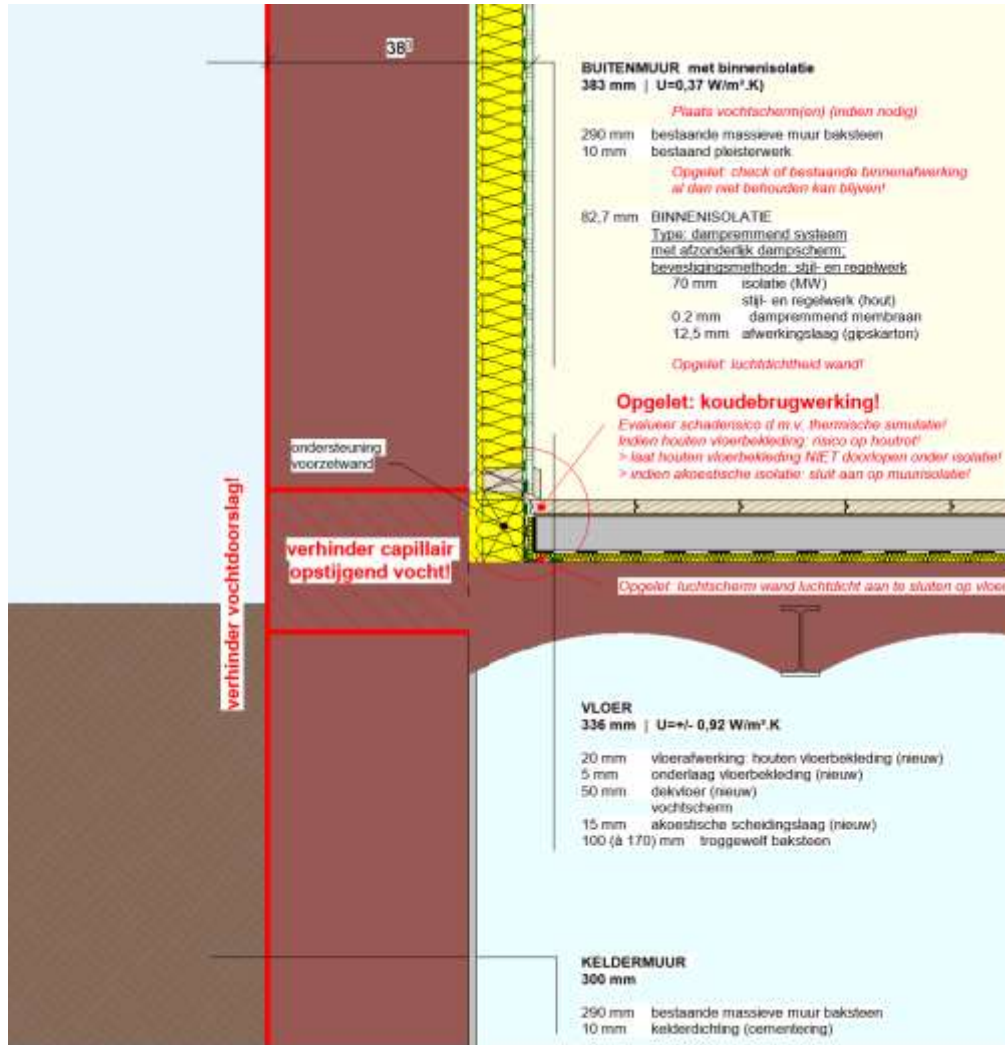 38³
BUITENMUUR met binnenisolatie
383 mm | U=0,37 W/m².K)
Plaats vochtscherm(en) (indien nodig)
290 mm bestaande massieve muur baksteen
10 mm bestaand pleisterwerk
Opgelet: check of bestaande binnenafwerking
al dan niet behouden kan blijven!
82,7 mm BINNENISOLATIE
Type: dampremmend systeem
met afzonderlijk dampscherm;
bevestigingsmethode: stijl- en regelwerk
70 mm isolatie (MW)
stijl- en regelwerk (hout)
0.2 mm dampremmend membraan
12,5 mm afwerkingslaag (gipskarton)
Opgelet: luchtdichtheid wand!
Opgelet: koudebrugwerking!
Evalueer schaderisico d.m.v. thermische simulatie!
Indien houten vloerbekleding: risico op houtrot!
> laat houten vloerbekleding NIET doorlopen onder isolatie!
> indien akoestische isolatie: sluit aan op muurisolatie!
ondersteuning
voorzetwand
verhinder vochtdoorslag!
verhinder capillair
opstijgend vocht!
Opgelet: luchtscherm wand luchtdicht aan te sluiten op vloer
VLOER
336 mm | U=+/- 0,92 W/m².K
20 mm vloerafwerking: houten vloerbekleding (nieuw)
5 mm onderlaag vloerbekleding (nieuw)
50 mm dekvloer (nieuw)
vochtscherm
15 mm akoestische scheidingslaag (nieuw)
100 (à 170) mm troggewelf baksteen
KELDERMUUR
300 mm
290 mm bestaande massieve muur baksteen
10 mm kelderdichting (cementering)